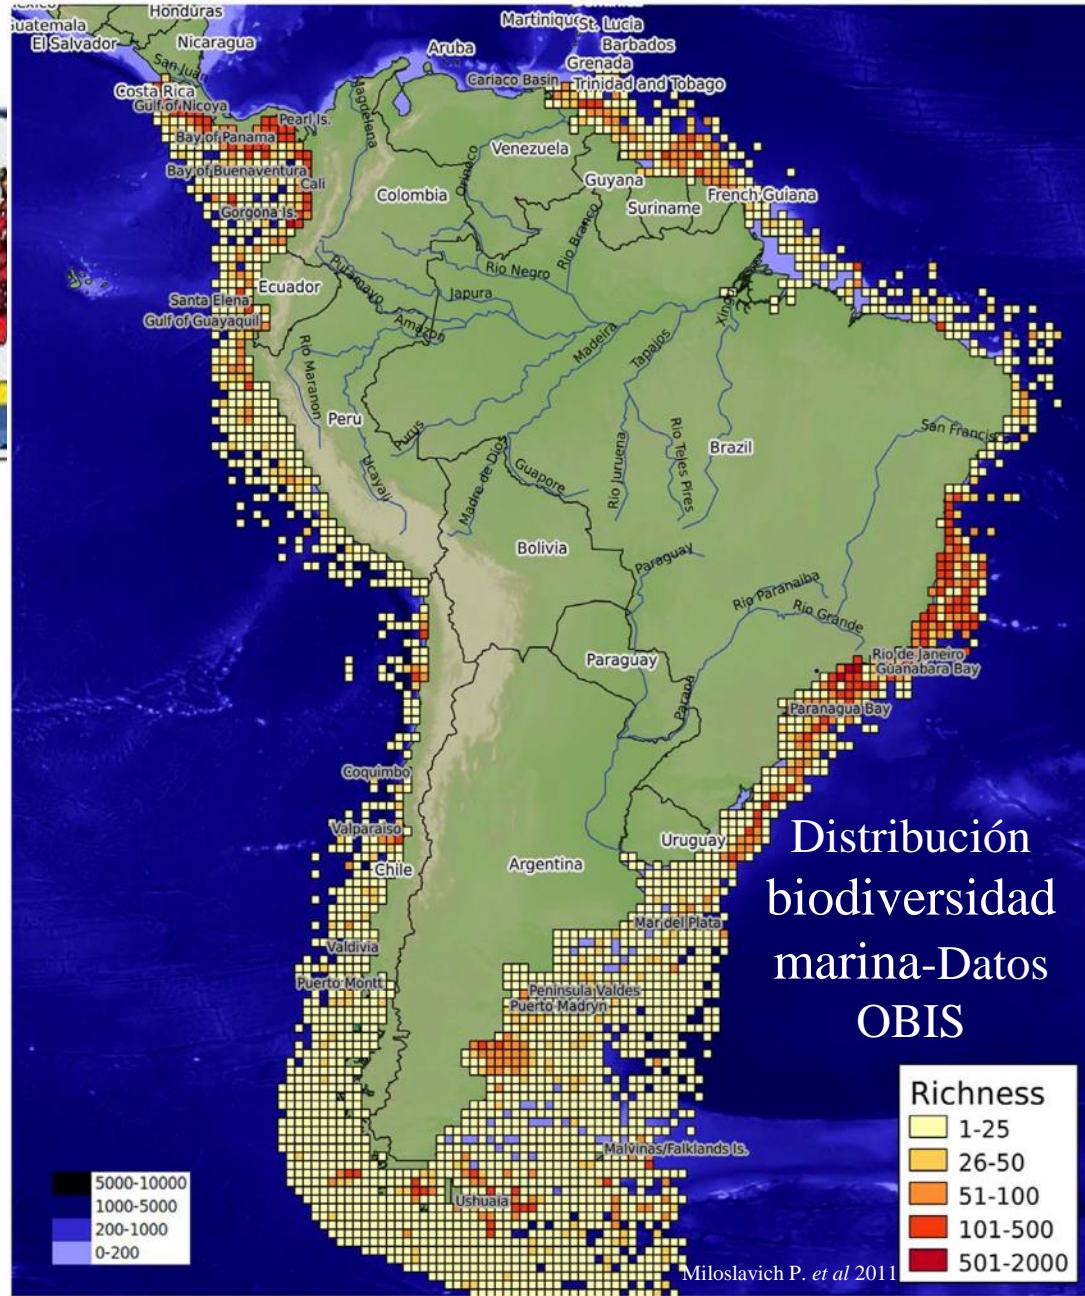 Honduras
Guatemala
El Salvador
Nicaragua
San Juan
Costa Rica
Gulf of Nicoya
Pearl Is.
Bay of Panama
Bay of Buenaventura
Cali
Gorgona Is.
Martinique
St. Lucia
Barbados
Grenada
Aruba
Cariaco Basin
Trinidad and Tobago
Magdelena
Venezuela
Orinoco
Colombia
Guyana
Suriname
French Guiana
Rio Branco
Rio Negro
Putamayo
Japura
Ecuador
Santa Elena
Gulf of Guayaquil
Amazon
Rio Maranon
Madeira
Tapajos
Xingu
Peru
Purus
Ucayali
Madre de Dios
Guapore
Rio Juruena
Rio Teles Pires
Brazil
San Francis
Bolivia
Paraguay
Rio Paranaiba
Rio Grande
Paraguay
Parana
Rio de Janeiro
Guanabara Bay
Paranagua Bay
Coquimbo
Valparaiso
Chile
Uruguay
Argentina
Mar del Plata
Valdivia
Puerto Montt
Peninsula Valdes
Puerto Madryn
Malvinas/Falklands Is.
Ushuaia
Distribución
biodiversidad
marina-Datos
OBIS
Richness
1-25
26-50
51-100
101-500
501-2000
5000-10000
1000-5000
200-1000
0-200
Miloslavich P. et al 2011